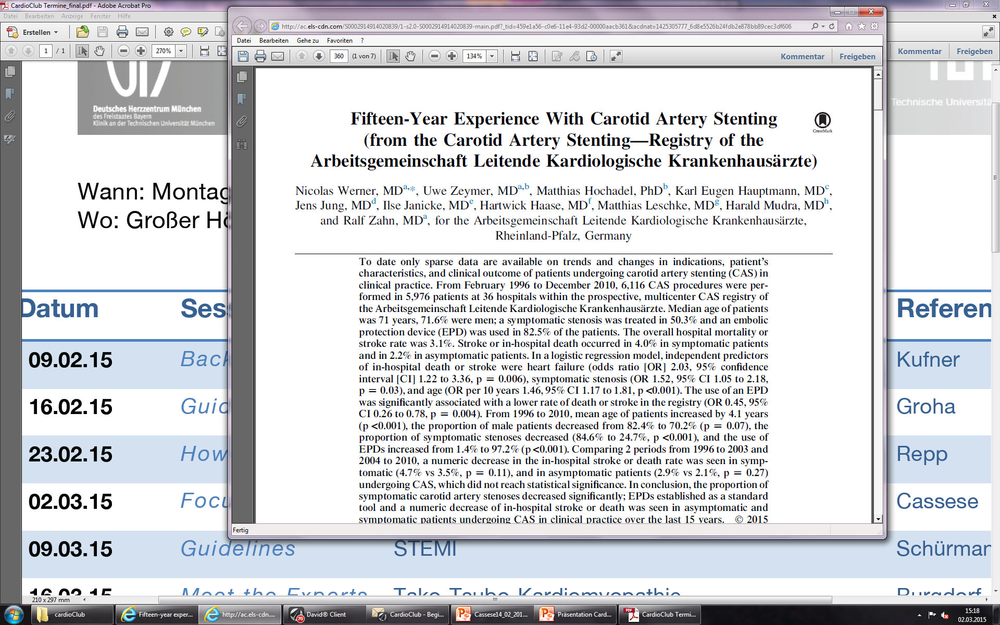 CardioClub Termine_final.pdf - Adobe Acrobat Pro
Datei Bearbeiten Anzeige Fenster Hilfe
Erstellen
1 / 1 270%
Kommentar Freigeben
Deutsches Herzzentrum München
des Freistaates Bayern
Klinik an der Technischen Universität München
Technische Universitä
Wann: Montag
Wo: Großer Hö
Datum Ses Referen
09.02.15 Back Kufner
16.02.15 Guid Groha
23.02.15 How Repp
02.03.15 Focu Cassese
09.03.15 Guidelines STEMI Schürman
16.03.15 Meet the Experts Tako Tsubo Kardiomyopathie Burgdorf
210 x 297 mm
http://ac.els-cdn.com/S0002914914020839/1-s2.0-S0002914914020839-main.pdf?_tid=459e1a56-c0e6-11e4-93d2-00000aacb361&acdnat=1425305777_6d8e5526b24fdb2e878bb89cec3df606
Datei Bearbeiten Gehe zu Favoriten ?
360 (1 von 7) 134% Kommentar Freigeben
Fifteen-Year Experience With Carotid Artery Stenting
(from the Carotid Artery Stenting—Registry of the
Arbeitsgemeinschaft Leitende Kardiologische Krankenhausärzte)
CrossMark
Nicolas Werner, MDa,*, Uwe Zeymer, MDa,b, Matthias Hochadel, PhDb, Karl Eugen Hauptmann, MDc,
Jens Jung, MDd, Ilse Janicke, MDe, Hartwick Haase, MDf, Matthias Leschke, MDg, Harald Mudra, MDh,
and Ralf Zahn, MDa, for the Arbeitsgemeinschaft Leitende Kardiologische Krankenhausärzte,
Rheinland-Pfalz, Germany
To date only sparse data are available on trends and changes in indications, patient's
characteristics, and clinical outcome of patients undergoing carotid artery stenting (CAS) in
clinical practice. From February 1996 to December 2010, 6,116 CAS procedures were per-
formed in 5,976 patients at 36 hospitals within the prospective, multicenter CAS registry of
the Arbeitsgemeinschaft Leitende Kardiologische Krankenhausärzte. Median age of patients
was 71 years, 71.6% were men; a symptomatic stenosis was treated in 50.3% and an embolic
protection device (EPD) was used in 82.5% of the patients. The overall hospital mortality or
stroke rate was 3.1%. Stroke or in-hospital death occurred in 4.0% in symptomatic patients
and in 2.2% in asymptomatic patients. In a logistic regression model, independent predictors
of in-hospital death or stroke were heart failure (odds ratio [OR] 2.03, 95% confidence
interval [CI] 1.22 to 3.36, p = 0.006), symptomatic stenosis (OR 1.52, 95% CI 1.05 to 2.18,
p = 0.03), and age (OR per 10 years 1.46, 95% CI 1.17 to 1.81, p <0.001). The use of an EPD
was significantly associated with a lower rate of death or stroke in the registry (OR 0.45, 95%
CI 0.26 to 0.78, p = 0.004). From 1996 to 2010, mean age of patients increased by 4.1 years
(p <0.001), the proportion of male patients decreased from 82.4% to 70.2% (p = 0.07), the
proportion of symptomatic stenoses decreased (84.6% to 24.7%, p <0.001), and the use of
EPDs increased from 1.4% to 97.2% (p <0.001). Comparing 2 periods from 1996 to 2003 and
2004 to 2010, a numeric decrease in the in-hospital stroke or death rate was seen in symp-
tomatic (4.7% vs 3.5%, p = 0.11), and in asymptomatic patients (2.9% vs 2.1%, p = 0.27)
undergoing CAS, which did not reach statistical significance. In conclusion, the proportion of
symptomatic carotid artery stenoses decreased significantly; EPDs established as a standard
tool and a numeric decrease of in-hospital stroke or death was seen in asymptomatic and
symptomatic patients undergoing CAS in clinical practice over the last 15 years. © 2015
Fertig
cardioClub Fifteen-year exper... http://ac.els-cdn.... 70 David® Client CardioClub - Begi... Cassese14_02_201... Präsentation Card... CardioClub Termi...
15:18
02.03.2015